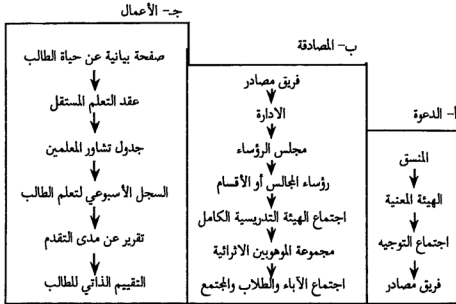 أ- الدعوة
المنسق
الهيئة المعنية
اجتماع التوجيه
فريق مصادر
ب- المصادقة
فريق مصادر
الادارة
مجلس الرؤساء
رؤساء المجالس أو الأقسام
اجتماع الهيئة التدريسية الكامل
مجموعة الموهوبين الاثرائية
اجتماع الآباء والطلاب والمجتمع
جـ- الأعمال
صفحة بيانية عن حياة الطالب
عقد التعلم المستقل
جدول تشاور المعلمين
السجل الأسبوعي لتعلم الطالب
تقرير عن مدى التقدم
التقييم الذاتي للطالب